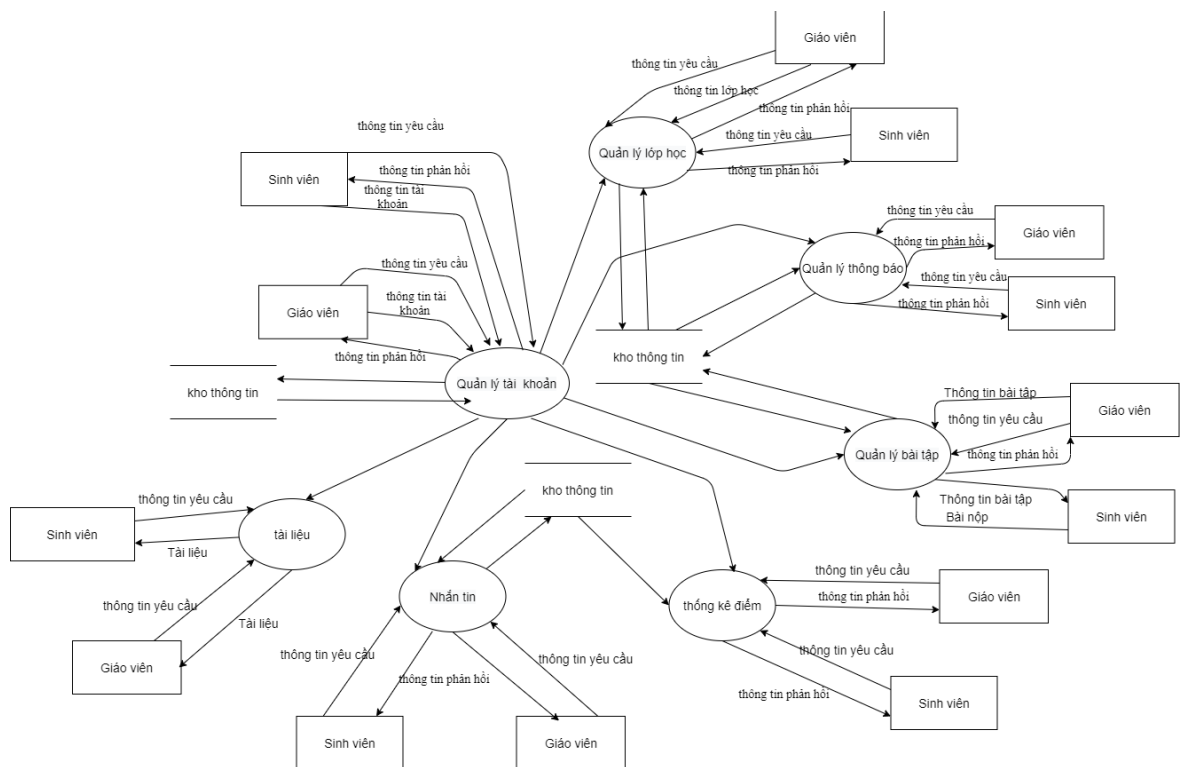 Giáo viên
thông tin yêu cầu
thông tin lớp học
thông tin phản hồi
thông tin yêu cầu
Sinh viên
Quản lý lớp học
thông tin phản hồi
thông tin yêu cầu
thông tin phản hồi
Sinh viên
thông tin tài
khoản
thông tin yêu cầu
Giáo viên
thông tin phản hồi
Quản lý thông báo
thông tin yêu cầu
thông tin phản hồi
Sinh viên
thông tin yêu cầu
thông tin tài
khoản
Giáo viên
thông tin phản hồi
kho thông tin
Quản lý tài khoản
kho thông tin
Thông tin bài tập
Giáo viên
thông tin yêu cầu
Quản lý bài tập
thông tin phản hồi
kho thông tin
Thông tin bài tập
Bài nộp
Sinh viên
thông tin yêu cầu
Sinh viên
tài liệu
Tài liệu
thông tin yêu cầu
Tài liệu
Giáo viên
Nhắn tin
thông tin yêu cầu
thông tin phản hồi
thông tin yêu cầu
Sinh viên
Giáo viên
thông tin yêu cầu
thống kê điểm
thông tin phản hồi
Giáo viên
thông tin yêu cầu
thông tin phản hồi
Sinh viên